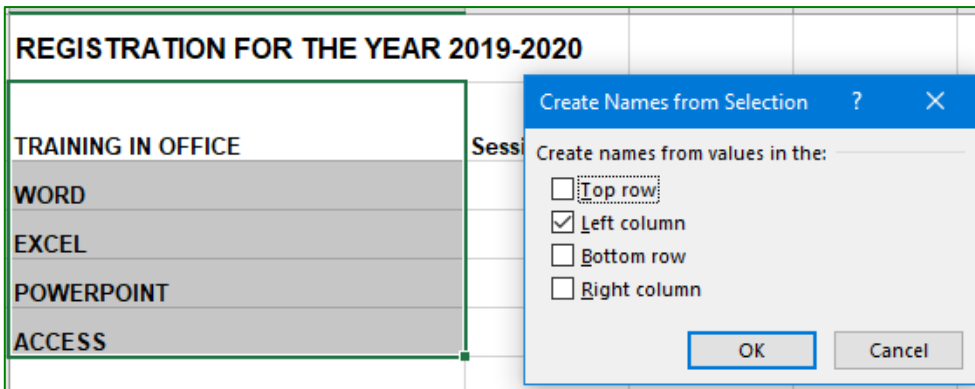 REGISTRATION FOR THE YEAR 2019-2020
Create Names from Selection ? ×
TRAINING IN OFFICE
Sessi
Create names from values in the:
Top row
WORD
Left column
EXCEL
Bottom row
POWERPOINT
Right column
ACCESS
OK Cancel